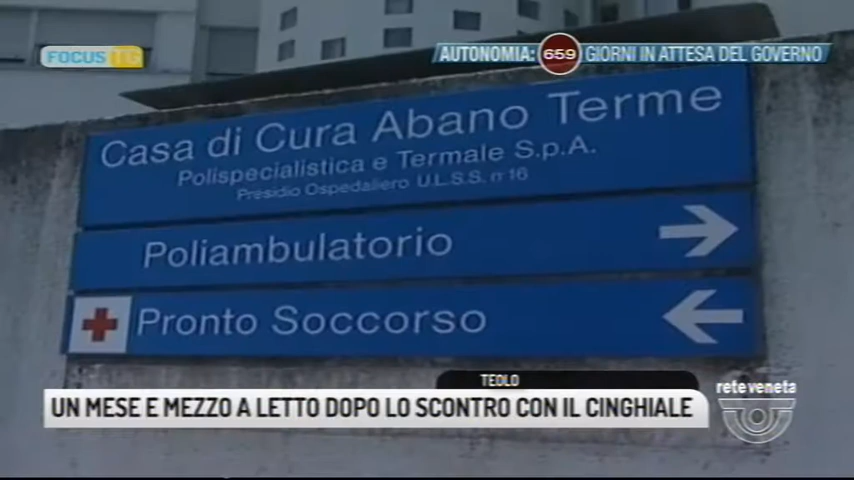 FOCUS TG
AUTONOMIA: 659 GIORNI IN ATTESA DEL GOVERNO
Casa di Cura Abano Terme
Polispecialistica e Termale S.p.A.
Presidio Ospedaliero U.L.S.S. n° 16
Poliambulatorio
Pronto Soccorso
TEOLO
UN MESE E MEZZO A LETTO DOPO LO SCONTRO CON IL CINGHIALE
rete veneta